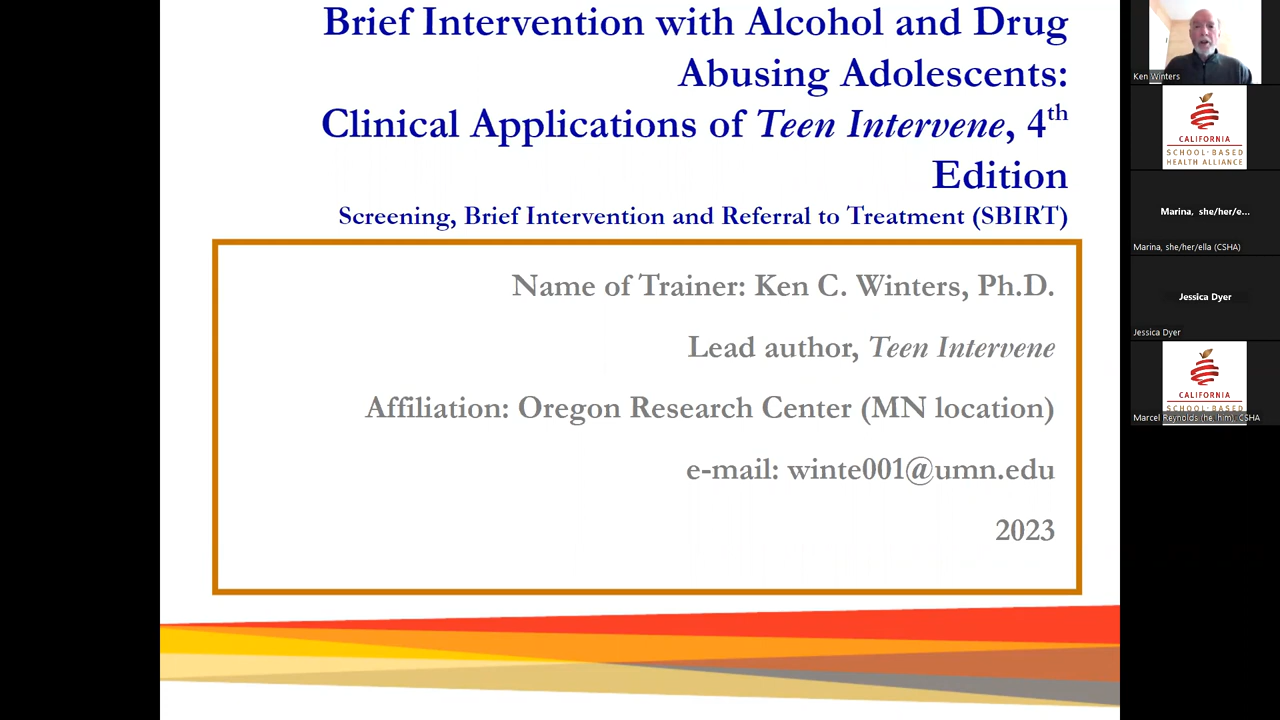 Brief Intervention with Alcohol and Drug
Abusing Adolescents:
Clinical Applications of Teen Intervene, 4th
Edition
Screening, Brief Intervention and Referral to Treatment (SBIRT)
Name of Trainer: Ken C. Winters, Ph.D.
Lead author, Teen Intervene
Affiliation: Oregon Research Center (MN location)
e-mail: winte001@umn.edu
2023
Ken Winters
CALIFORNIA
SCHOOL-BASED
HEALTH ALLIANCE
Marina, she/her/e...
Marina, she/her/ella (CSHA)
Jessica Dyer
Jessica Dyer
CALIFORNIA
SCHOOL-BASED
Marcel Reynolds (he, him), CSHA